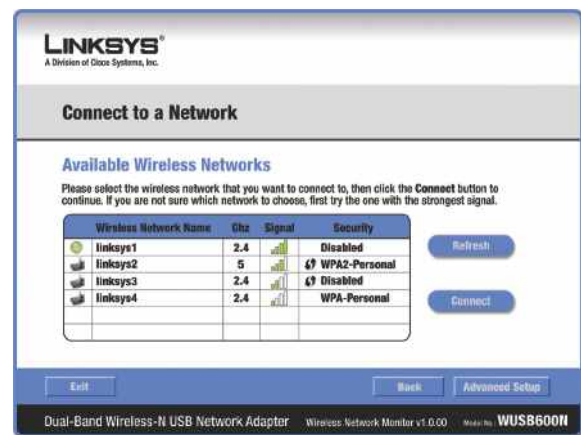 LINKSYS®
A Division of Cisco Systems, Inc.
Connect to a Network
Available Wireless Networks
Please select the wireless network that you want to connect to, then click the Connect button to
continue. If you are not sure which network to choose, first try the one with the strongest signal.
Wireless Network Name Ghz Signal Security
linksys1 2.4 Disabled
linksys2 5 WPA2-Personal
linksys3 2.4 Disabled
linksys4 2.4 WPA-Personal
Refresh
Connect
Exit Back Advanced Setup
Dual-Band Wireless-N USB Network Adapter Wireless Network Monitor v1.0.00 Model No. WUSB600N